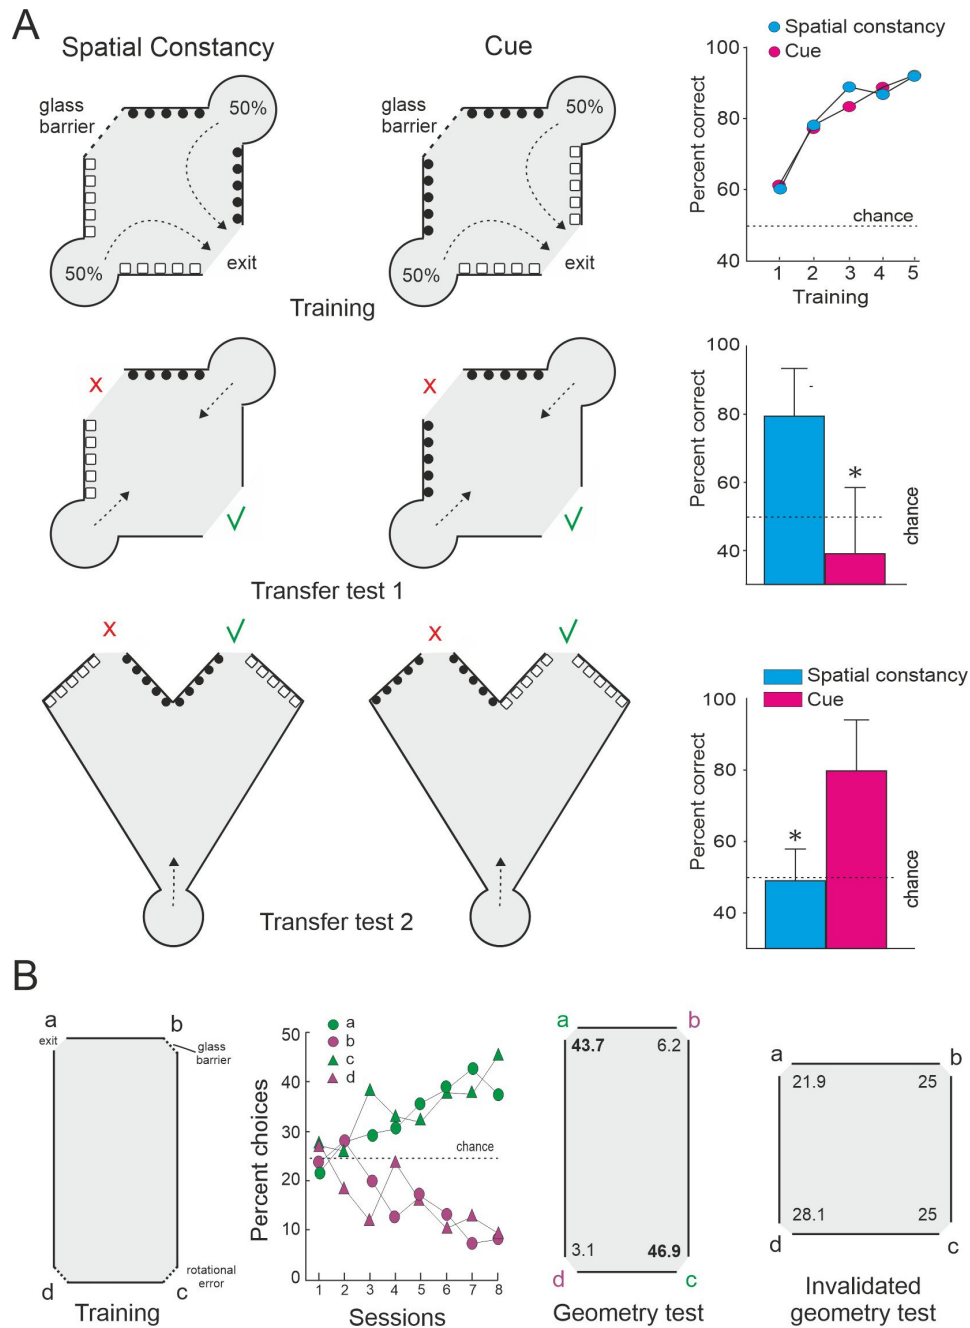 A
Spatial Constancy
Cue
glass
barrier
50%
50%
exit
glass
barrier
50%
50%
exit
Training
Spatial constancy
Cue
Percent correct
100
80
60
40
chance
1 2 3 4 5
Training
X
√
X
√
Transfer test 1
Percent correct
100
80
60
40
*
chance
X
√
X
√
Transfer test 2
Spatial constancy
Cue
Percent correct
100
80
60
40
*
chance
B
a
b
exit
glass
barrier
rotational
error
d
c
Training
a
b
c
d
Percent choices
50
40
30
20
10
0
chance
1 2 3 4 5 6 7 8
Sessions
a
b
43.7 6.2
3.1 46.9
d
c
Geometry test
a
b
21.9 25
28.1 25
d
c
Invalidated
geometry test